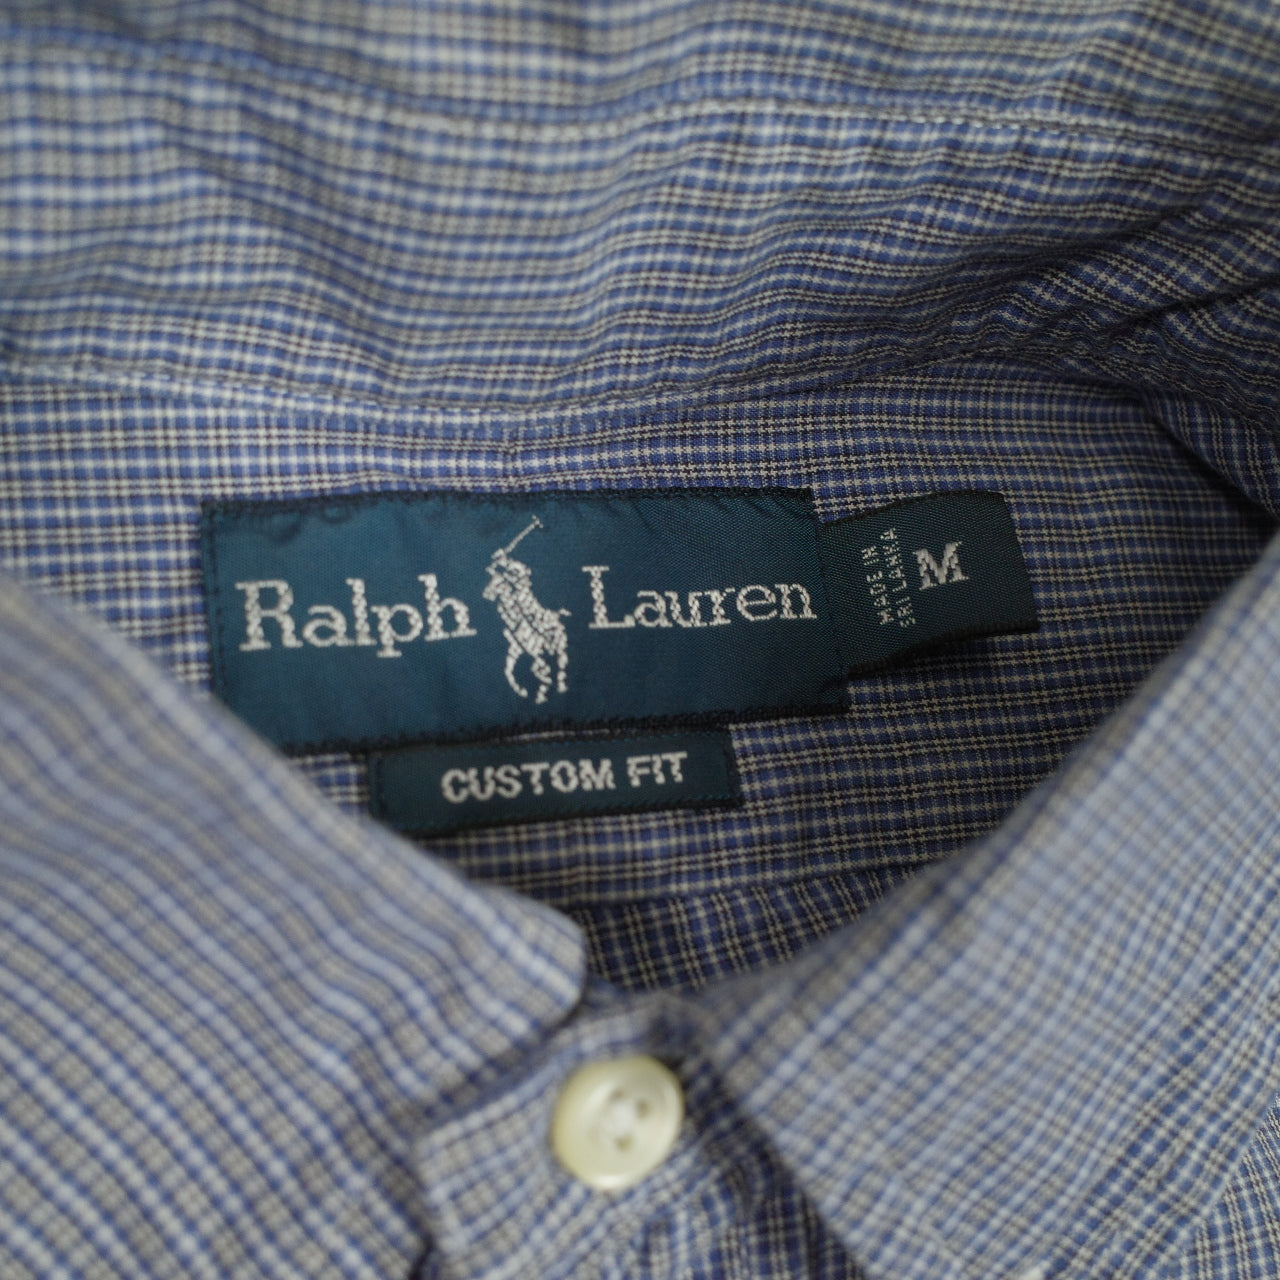 Ralph Lauren
M
MADE IN
SRI LANKA
CUSTOM FIT